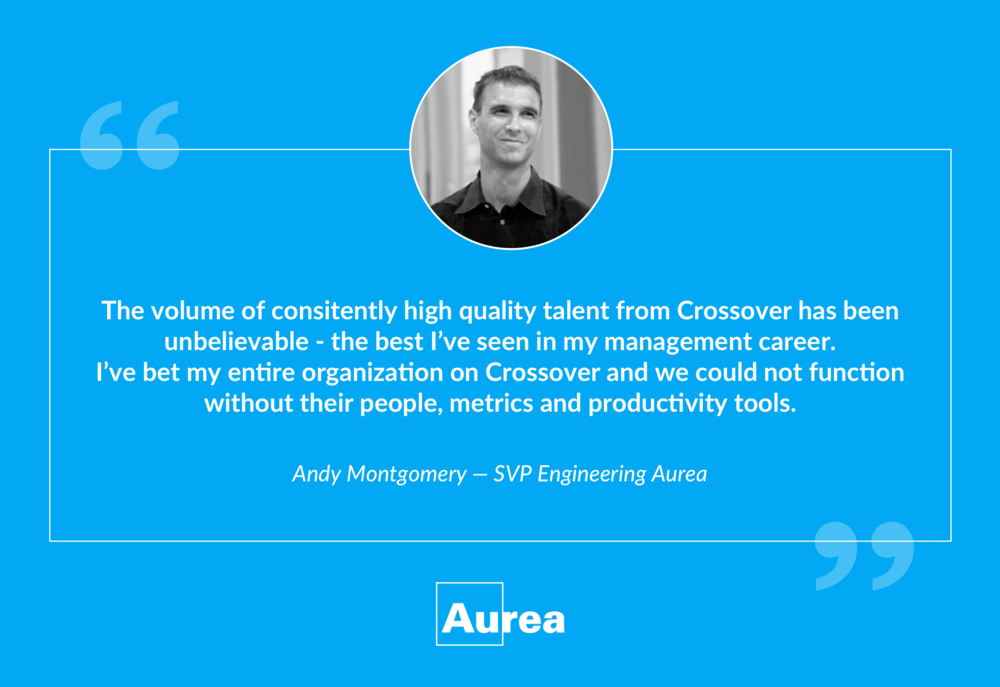 The volume of consitently high quality talent from Crossover has been
unbelievable - the best I’ve seen in my management career.
I’ve bet my entire organization on Crossover and we could not function
without their people, metrics and productivity tools.
Andy Montgomery — SVP Engineering Aurea
Aurea